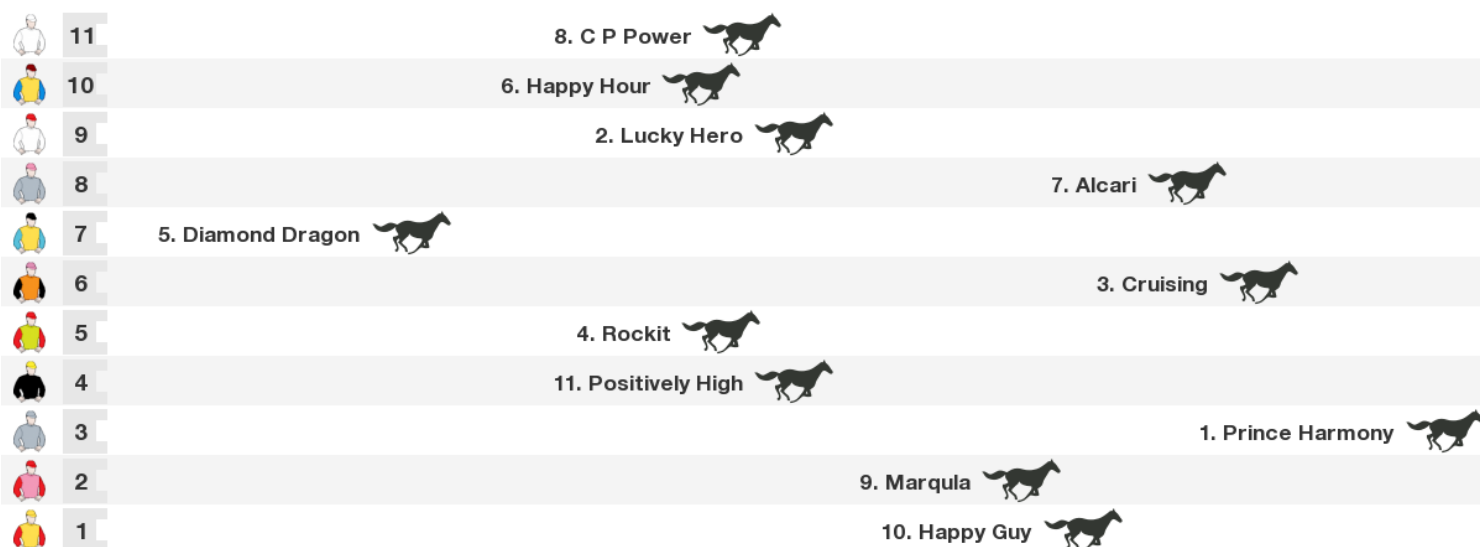 11 8. C P Power
10 6. Happy Hour
9 2. Lucky Hero
8 7. Alcari
7 5. Diamond Dragon
6 3. Cruising
5 4. Rockit
4 11. Positively High
3 1. Prince Harmony
2 9. Marqula
1 10. Happy Guy